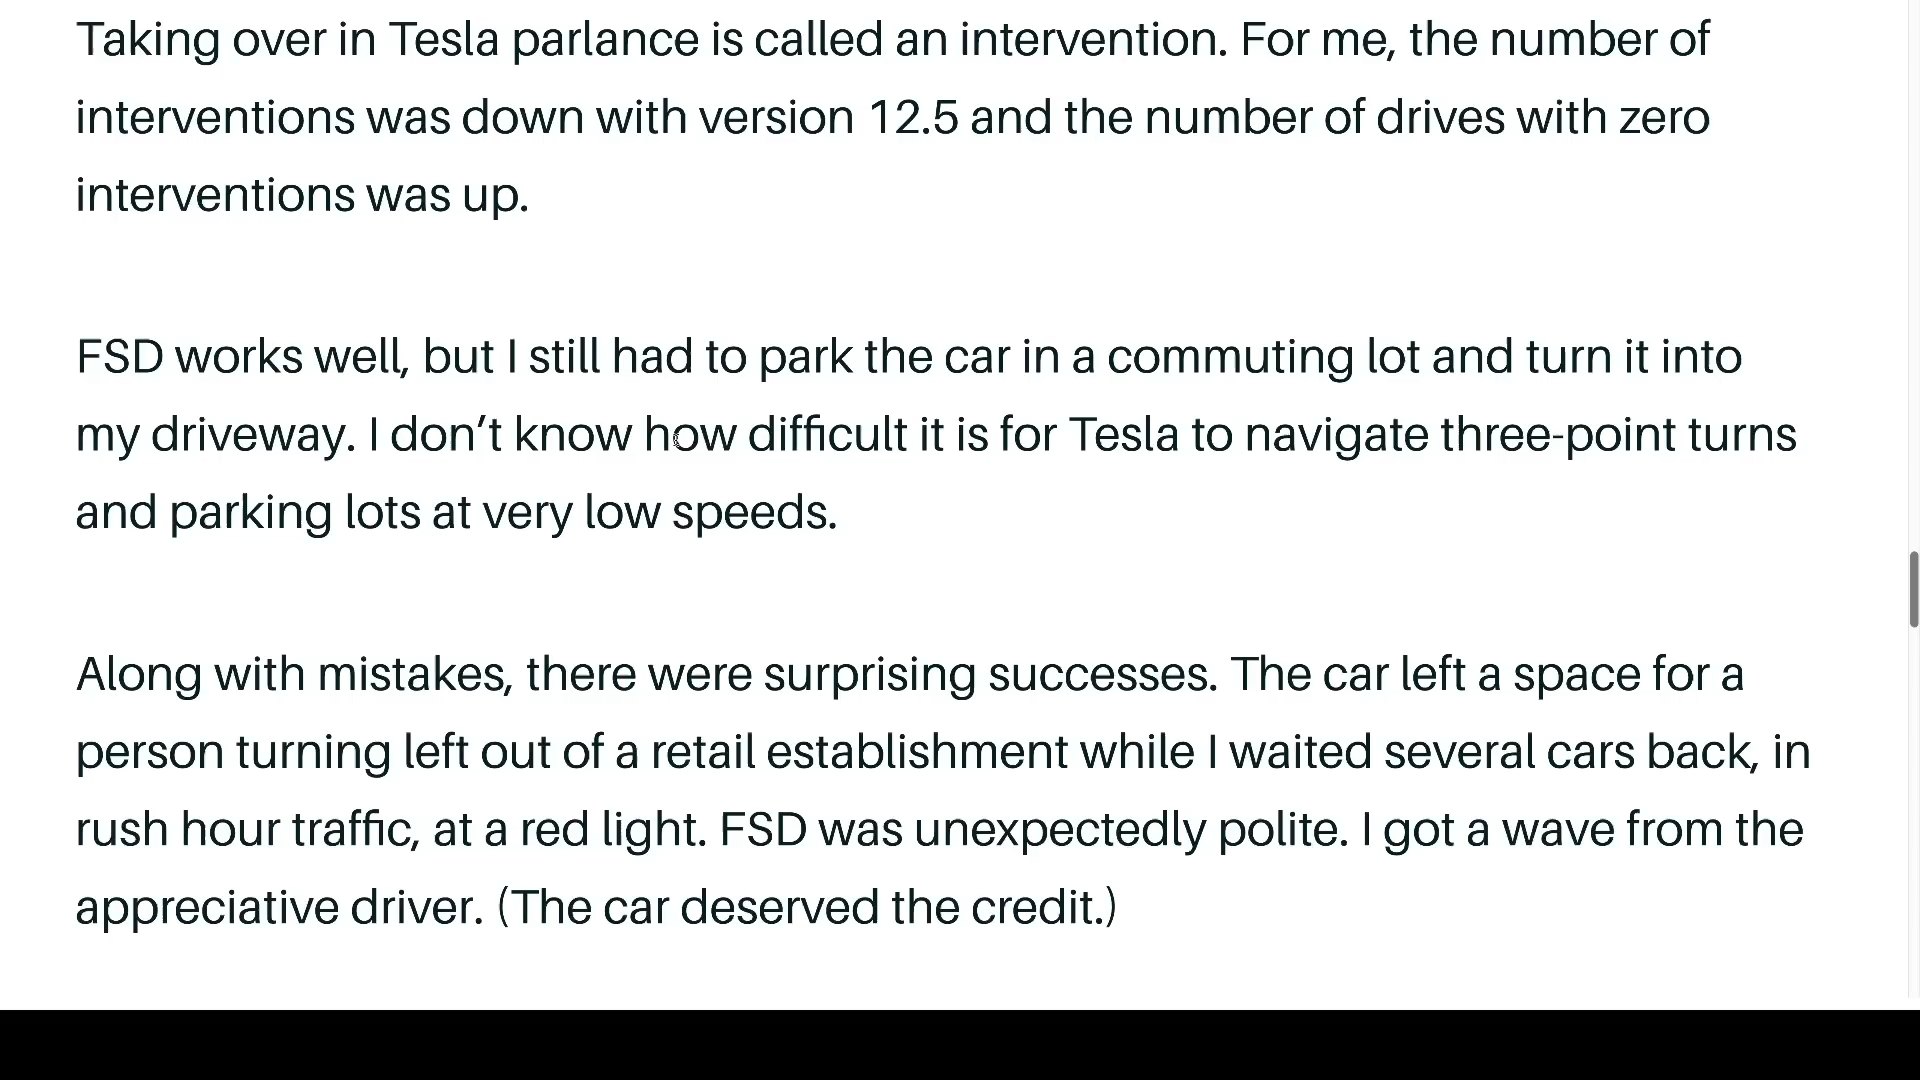 Taking over in Tesla parlance is called an intervention. For me, the number of
interventions was down with version 12.5 and the number of drives with zero
interventions was up.
FSD works well, but I still had to park the car in a commuting lot and turn it into
my driveway. I don’t know how difficult it is for Tesla to navigate three-point turns
and parking lots at very low speeds.
Along with mistakes, there were surprising successes. The car left a space for a
person turning left out of a retail establishment while I waited several cars back, in
rush hour traffic, at a red light. FSD was unexpectedly polite. I got a wave from the
appreciative driver. (The car deserved the credit.)